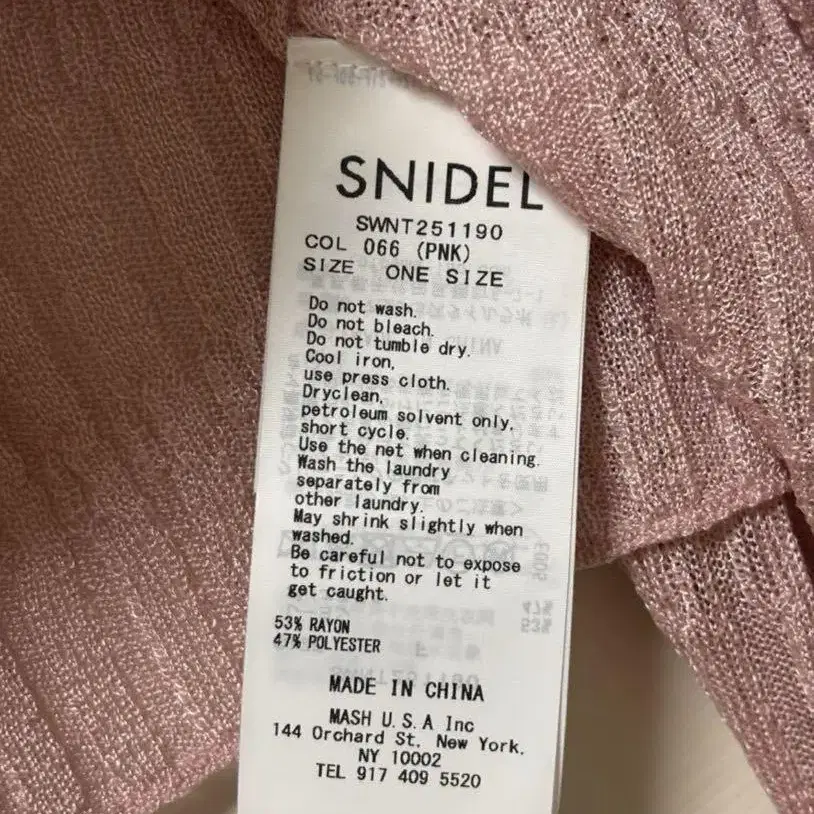 SNIDEL
SWNT251190
COL 066 (PNK)
SIZE ONE SIZE
Do not wash.
Do not bleach.
Do not tumble dry.
Cool iron,
use press cloth.
Dryclean,
petroleum solvent only,
short cycle.
Use the net when cleaning.
Wash the laundry
separately from
other laundry.
May shrink slightly when
washed.
Be careful not to expose
to friction or let it
get caught.
53% RAYON
47% POLYESTER
MADE IN CHINA
MASH U.S.A Inc
144 Orchard St. New York.
NY 10002
TEL 917 409 5520